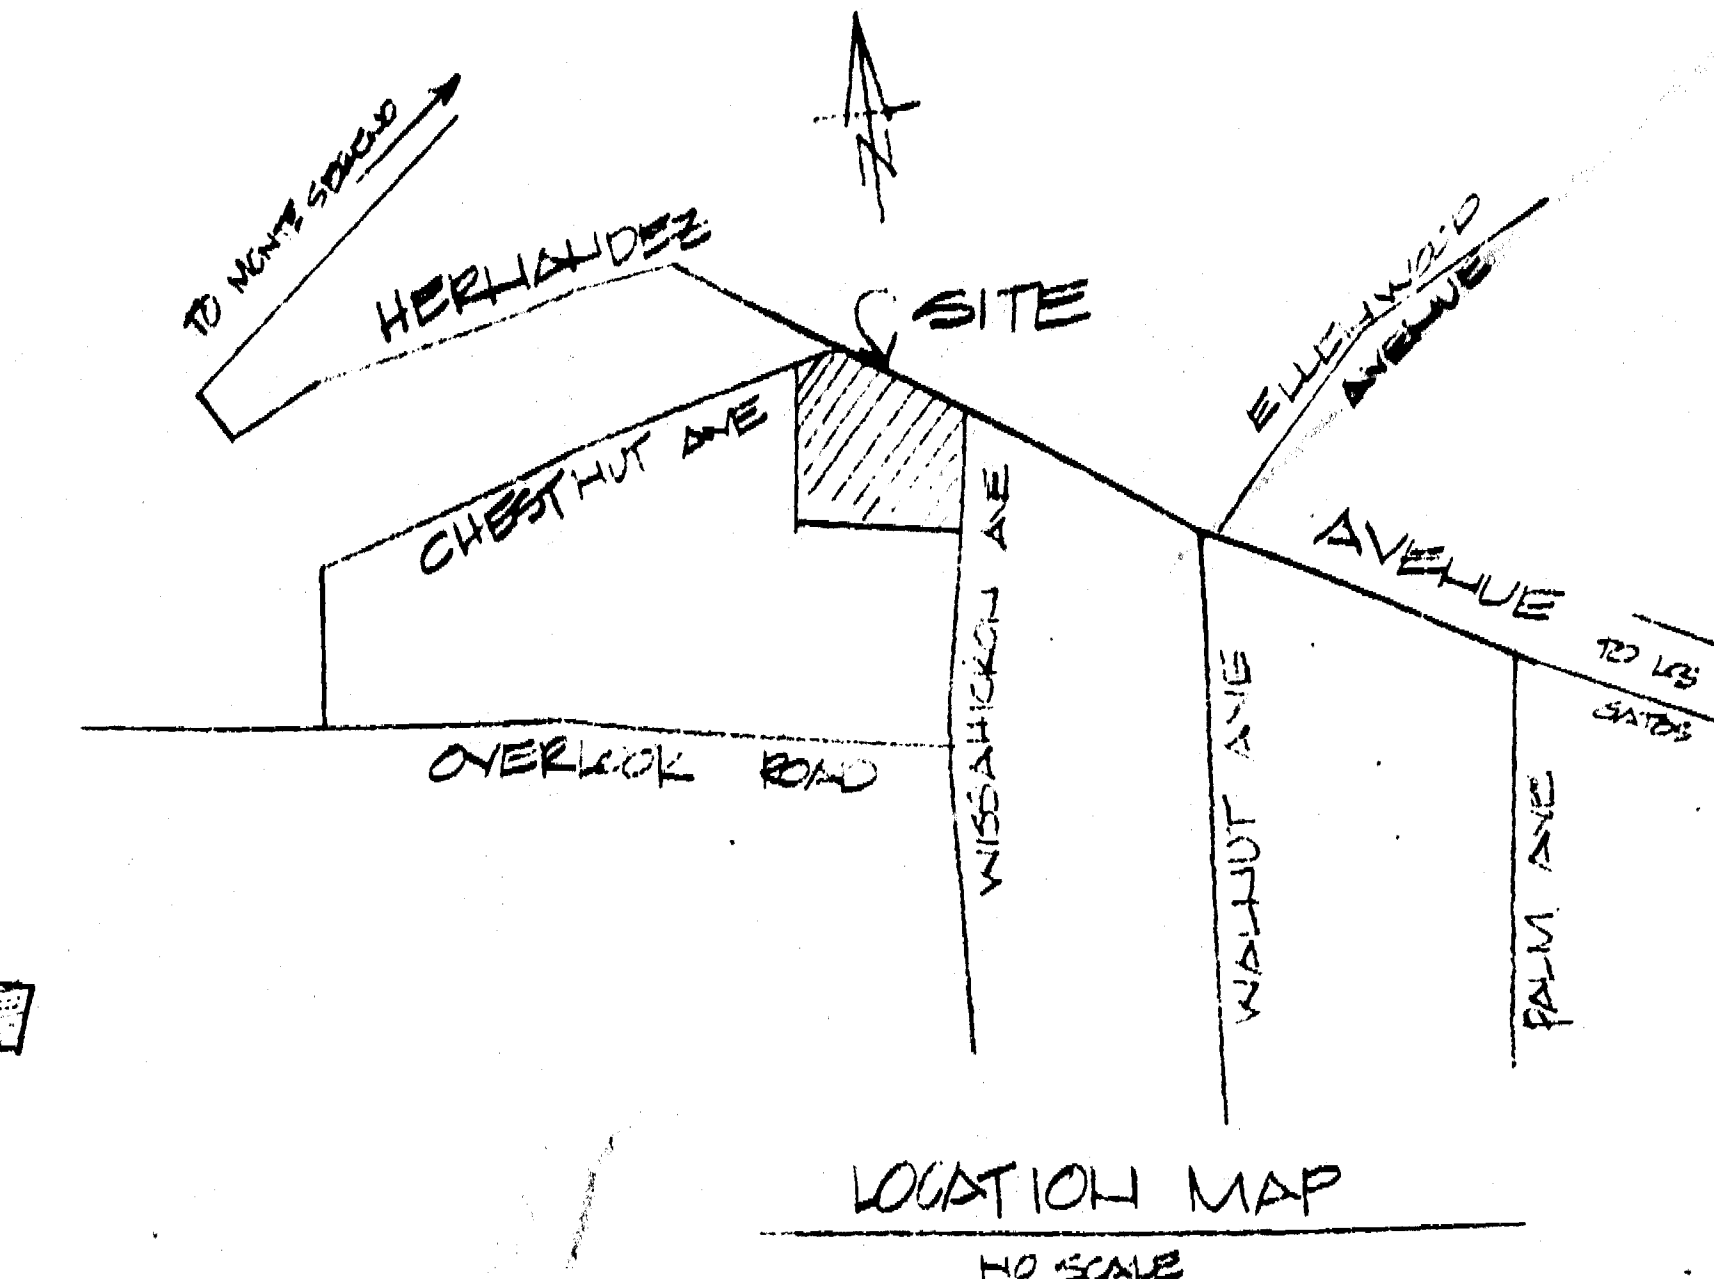 N
TO MONTE SERENO
HERNANDEZ
SITE
ELLENWOOD
AVENUE
CHESTNUT AVE
AVENUE
TO LOS
GATOS
WISSAHICKON AVE
WALNUT AVE
PALM AVE
OVERLOOK ROAD
LOCATION MAP
NO SCALE